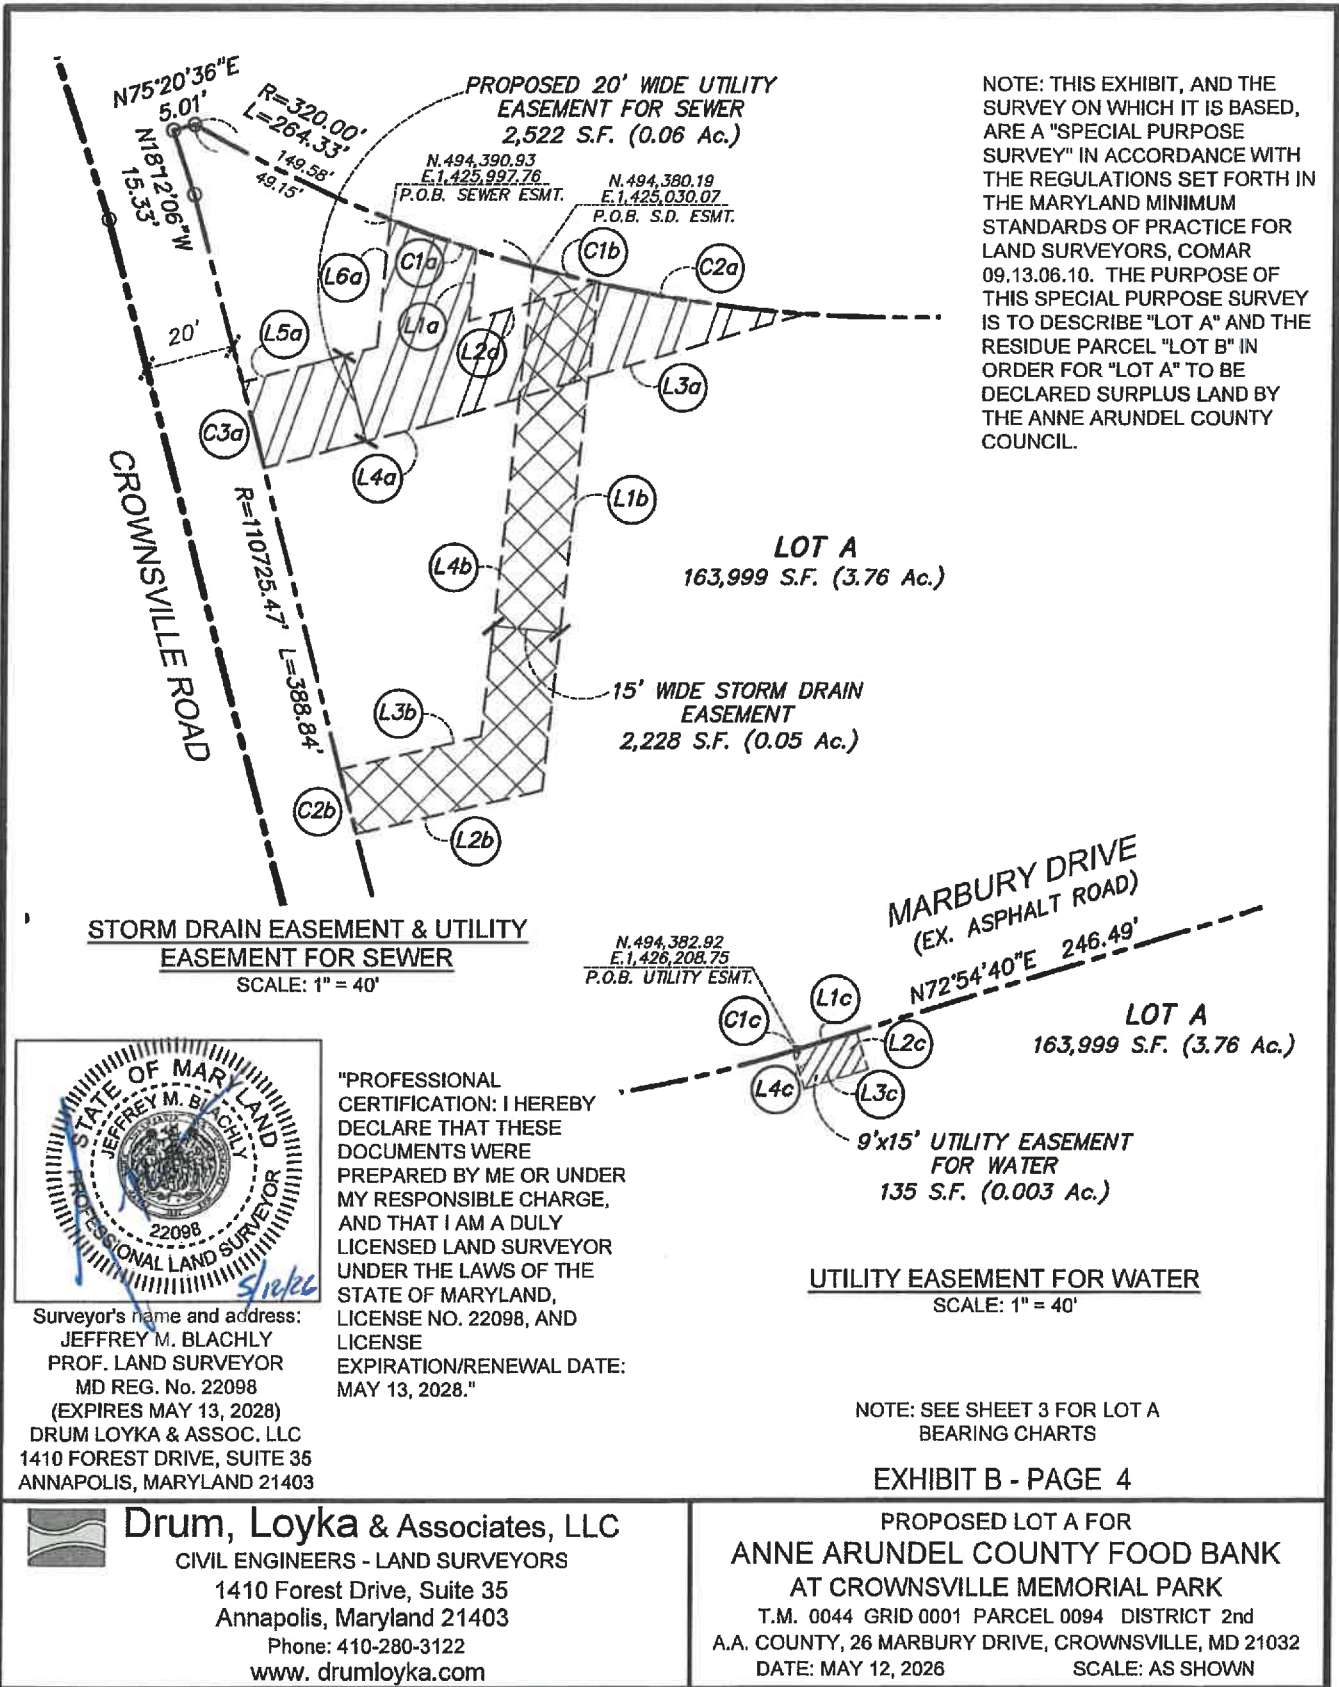 N75°20'36"E
5.01'
R=320.00'
L=264.33'
149.58'
49.15'
N18°12'06"W
15.33'
PROPOSED 20' WIDE UTILITY
EASEMENT FOR SEWER
2,522 S.F. (0.06 Ac.)
N.494,390.93
E.1,425,997.76
P.O.B. SEWER ESMT.
N.494,380.19
E.1,425,030.07
P.O.B. S.D. ESMT.
NOTE: THIS EXHIBIT, AND THE
SURVEY ON WHICH IT IS BASED,
ARE A "SPECIAL PURPOSE
SURVEY" IN ACCORDANCE WITH
THE REGULATIONS SET FORTH IN
THE MARYLAND MINIMUM
STANDARDS OF PRACTICE FOR
LAND SURVEYORS, COMAR
09.13.06.10. THE PURPOSE OF
THIS SPECIAL PURPOSE SURVEY
IS TO DESCRIBE "LOT A" AND THE
RESIDUE PARCEL "LOT B" IN
ORDER FOR "LOT A" TO BE
DECLARED SURPLUS LAND BY
THE ANNE ARUNDEL COUNTY
COUNCIL.
L6a
C1a
C1b
C2a
L1a
L2a
L5a
20'
L3a
C3a
L4a
L1b
L4b
CROWNSVILLE ROAD
R=110725.47' L=388.84'
LOT A
163,999 S.F. (3.76 Ac.)
15' WIDE STORM DRAIN
EASEMENT
2,228 S.F. (0.05 Ac.)
L3b
C2b
L2b
STORM DRAIN EASEMENT & UTILITY
EASEMENT FOR SEWER
SCALE: 1" = 40'
MARBURY DRIVE
(EX. ASPHALT ROAD)
N72°54'40"E 246.49'
N.494,382.92
E.1,426,208.75
P.O.B. UTILITY ESMT.
C1c
L1c
L2c
L3c
L4c
LOT A
163,999 S.F. (3.76 Ac.)
9'x15' UTILITY EASEMENT
FOR WATER
135 S.F. (0.003 Ac.)
UTILITY EASEMENT FOR WATER
SCALE: 1" = 40'
STATE OF MARYLAND
JEFFREY M. BLACHLY
22098
PROFESSIONAL LAND SURVEYOR
5/12/26
Surveyor's name and address:
JEFFREY M. BLACHLY
PROF. LAND SURVEYOR
MD REG. No. 22098
(EXPIRES MAY 13, 2028)
DRUM LOYKA & ASSOC. LLC
1410 FOREST DRIVE, SUITE 35
ANNAPOLIS, MARYLAND 21403
"PROFESSIONAL
CERTIFICATION: I HEREBY
DECLARE THAT THESE
DOCUMENTS WERE
PREPARED BY ME OR UNDER
MY RESPONSIBLE CHARGE,
AND THAT I AM A DULY
LICENSED LAND SURVEYOR
UNDER THE LAWS OF THE
STATE OF MARYLAND,
LICENSE NO. 22098, AND
LICENSE
EXPIRATION/RENEWAL DATE:
MAY 13, 2028."
NOTE: SEE SHEET 3 FOR LOT A
BEARING CHARTS
EXHIBIT B - PAGE 4
Drum, Loyka & Associates, LLC
CIVIL ENGINEERS - LAND SURVEYORS
1410 Forest Drive, Suite 35
Annapolis, Maryland 21403
Phone: 410-280-3122
www. drumloyka.com
PROPOSED LOT A FOR
ANNE ARUNDEL COUNTY FOOD BANK
AT CROWNSVILLE MEMORIAL PARK
T.M. 0044 GRID 0001 PARCEL 0094 DISTRICT 2nd
A.A. COUNTY, 26 MARBURY DRIVE, CROWNSVILLE, MD 21032
DATE: MAY 12, 2026 SCALE: AS SHOWN